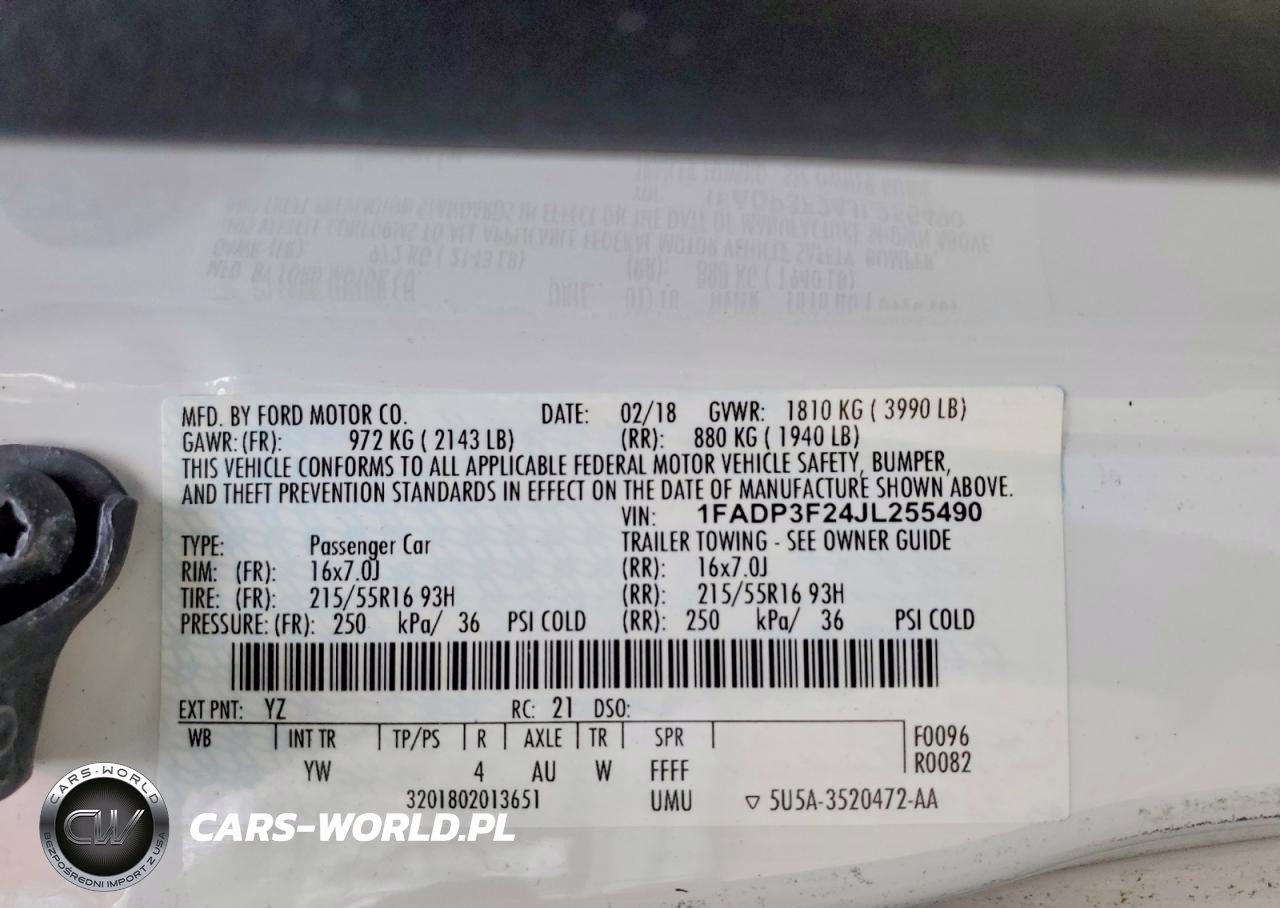 MFD. BY FORD MOTOR CO. DATE: 02/18 GVWR: 1810 KG ( 3990 LB)
GAWR: (FR): 972 KG ( 2143 LB) (RR): 880 KG ( 1940 LB)
THIS VEHICLE CONFORMS TO ALL APPLICABLE FEDERAL MOTOR VEHICLE SAFETY, BUMPER,
AND THEFT PREVENTION STANDARDS IN EFFECT ON THE DATE OF MANUFACTURE SHOWN ABOVE.
VIN: 1FADP3F24JL255490
TYPE: Passenger Car TRAILER TOWING - SEE OWNER GUIDE
RIM: (FR): 16x7.0J (RR): 16x7.0J
TIRE: (FR): 215/55R16 93H (RR): 215/55R16 93H
PRESSURE: (FR): 250 kPa/ 36 PSI COLD (RR): 250 kPa/ 36 PSI COLD
EXT PNT: YZ RC: 21 DSO:
WB INT TR TP/PS R AXLE TR SPR F0096
YW 4 AU W FFFF R0082
3201802013651 UMU ▽ 5U5A-3520472-AA
CARS-WORLD
CW
BEZPOŚREDNI IMPORT Z USA
CARS-WORLD.PL